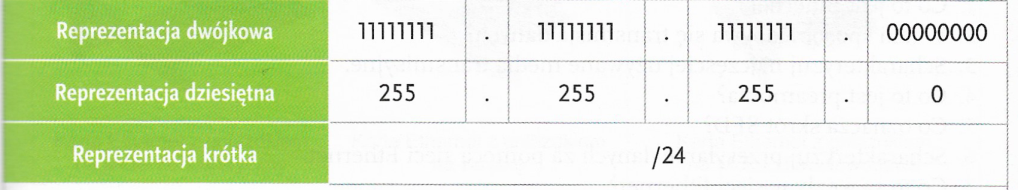 Reprezentacja dwójkowa 11111111 . 11111111 . 11111111 . 00000000
Reprezentacja dziesiętna 255 . 255 . 255 . 0
Reprezentacja krótka /24